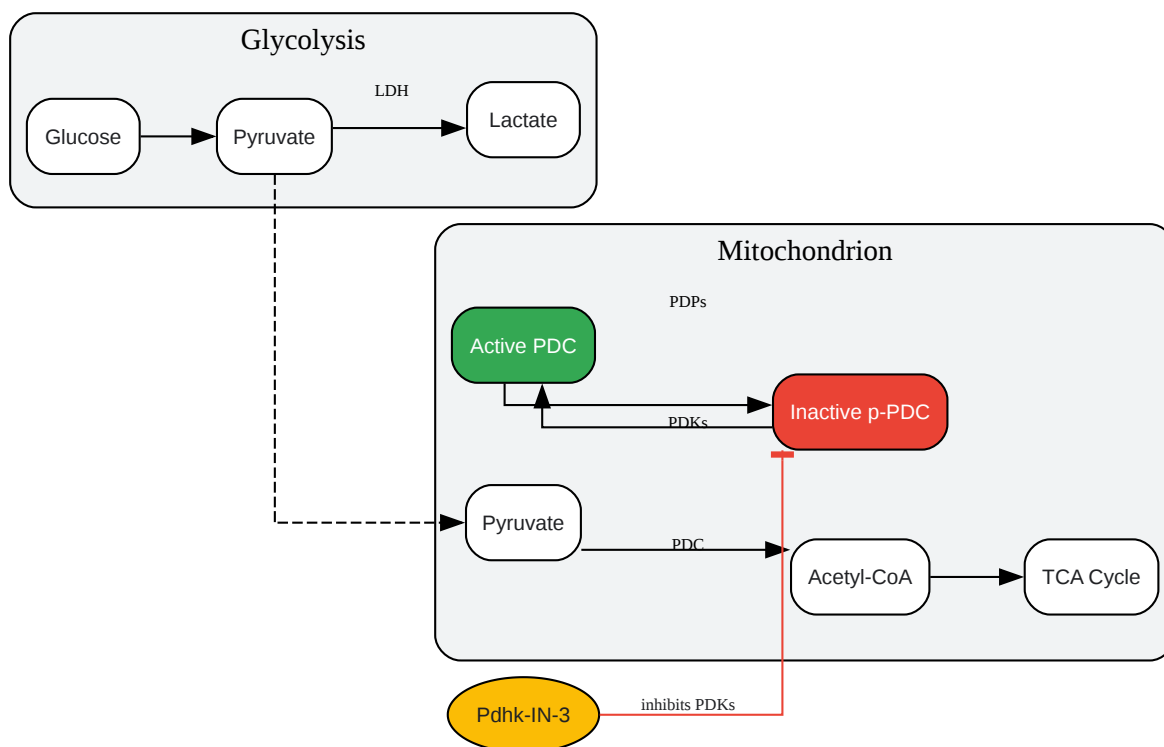 Glycolysis
LDH
Glucose
Pyruvate
Lactate
Mitochondrion
PDPs
Active PDC
Inactive p-PDC
PDKs
Pyruvate
PDC
Acetyl-CoA
TCA Cycle
Pdhk-IN-3
inhibits PDKs